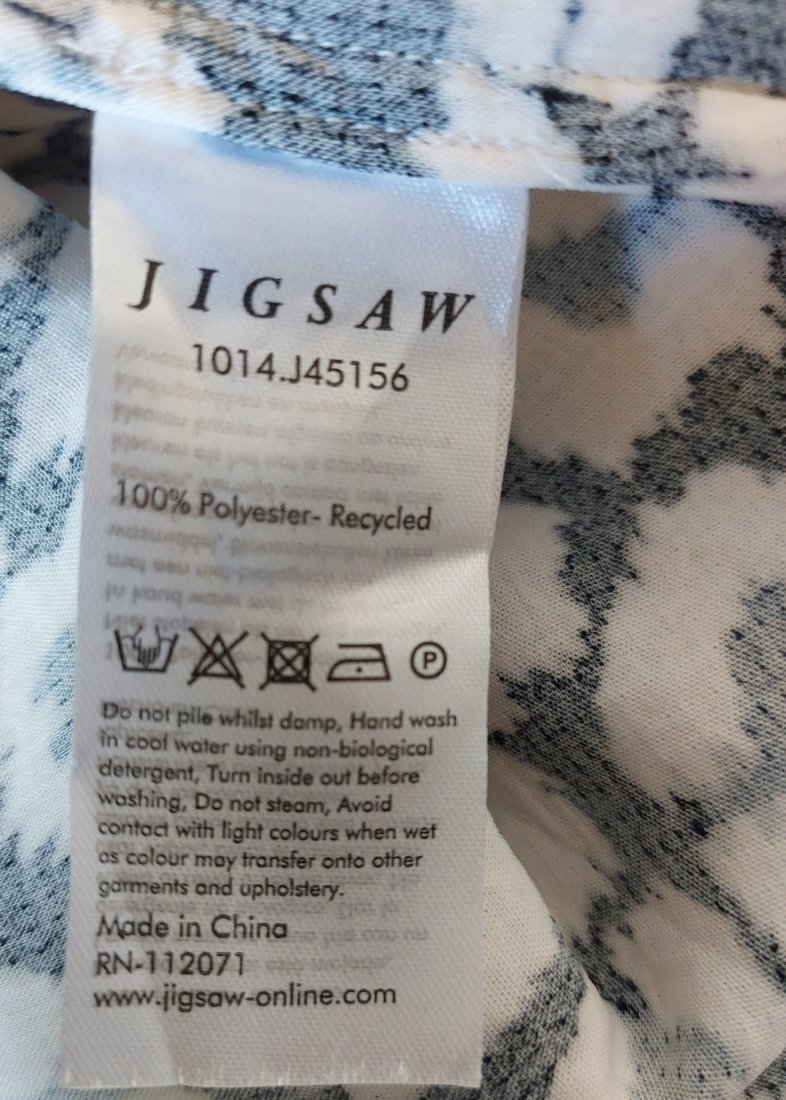 JIGSAW
1014.J45156
100% Polyester- Recycled
P
Do not pile whilst damp, Hand wash
in cool water using non-biological
detergent, Turn inside out before
washing, Do not steam, Avoid
contact with light colours when wet
as colour may transfer onto other
garments and upholstery.
Made in China
RN-112071
www.jigsaw-online.com